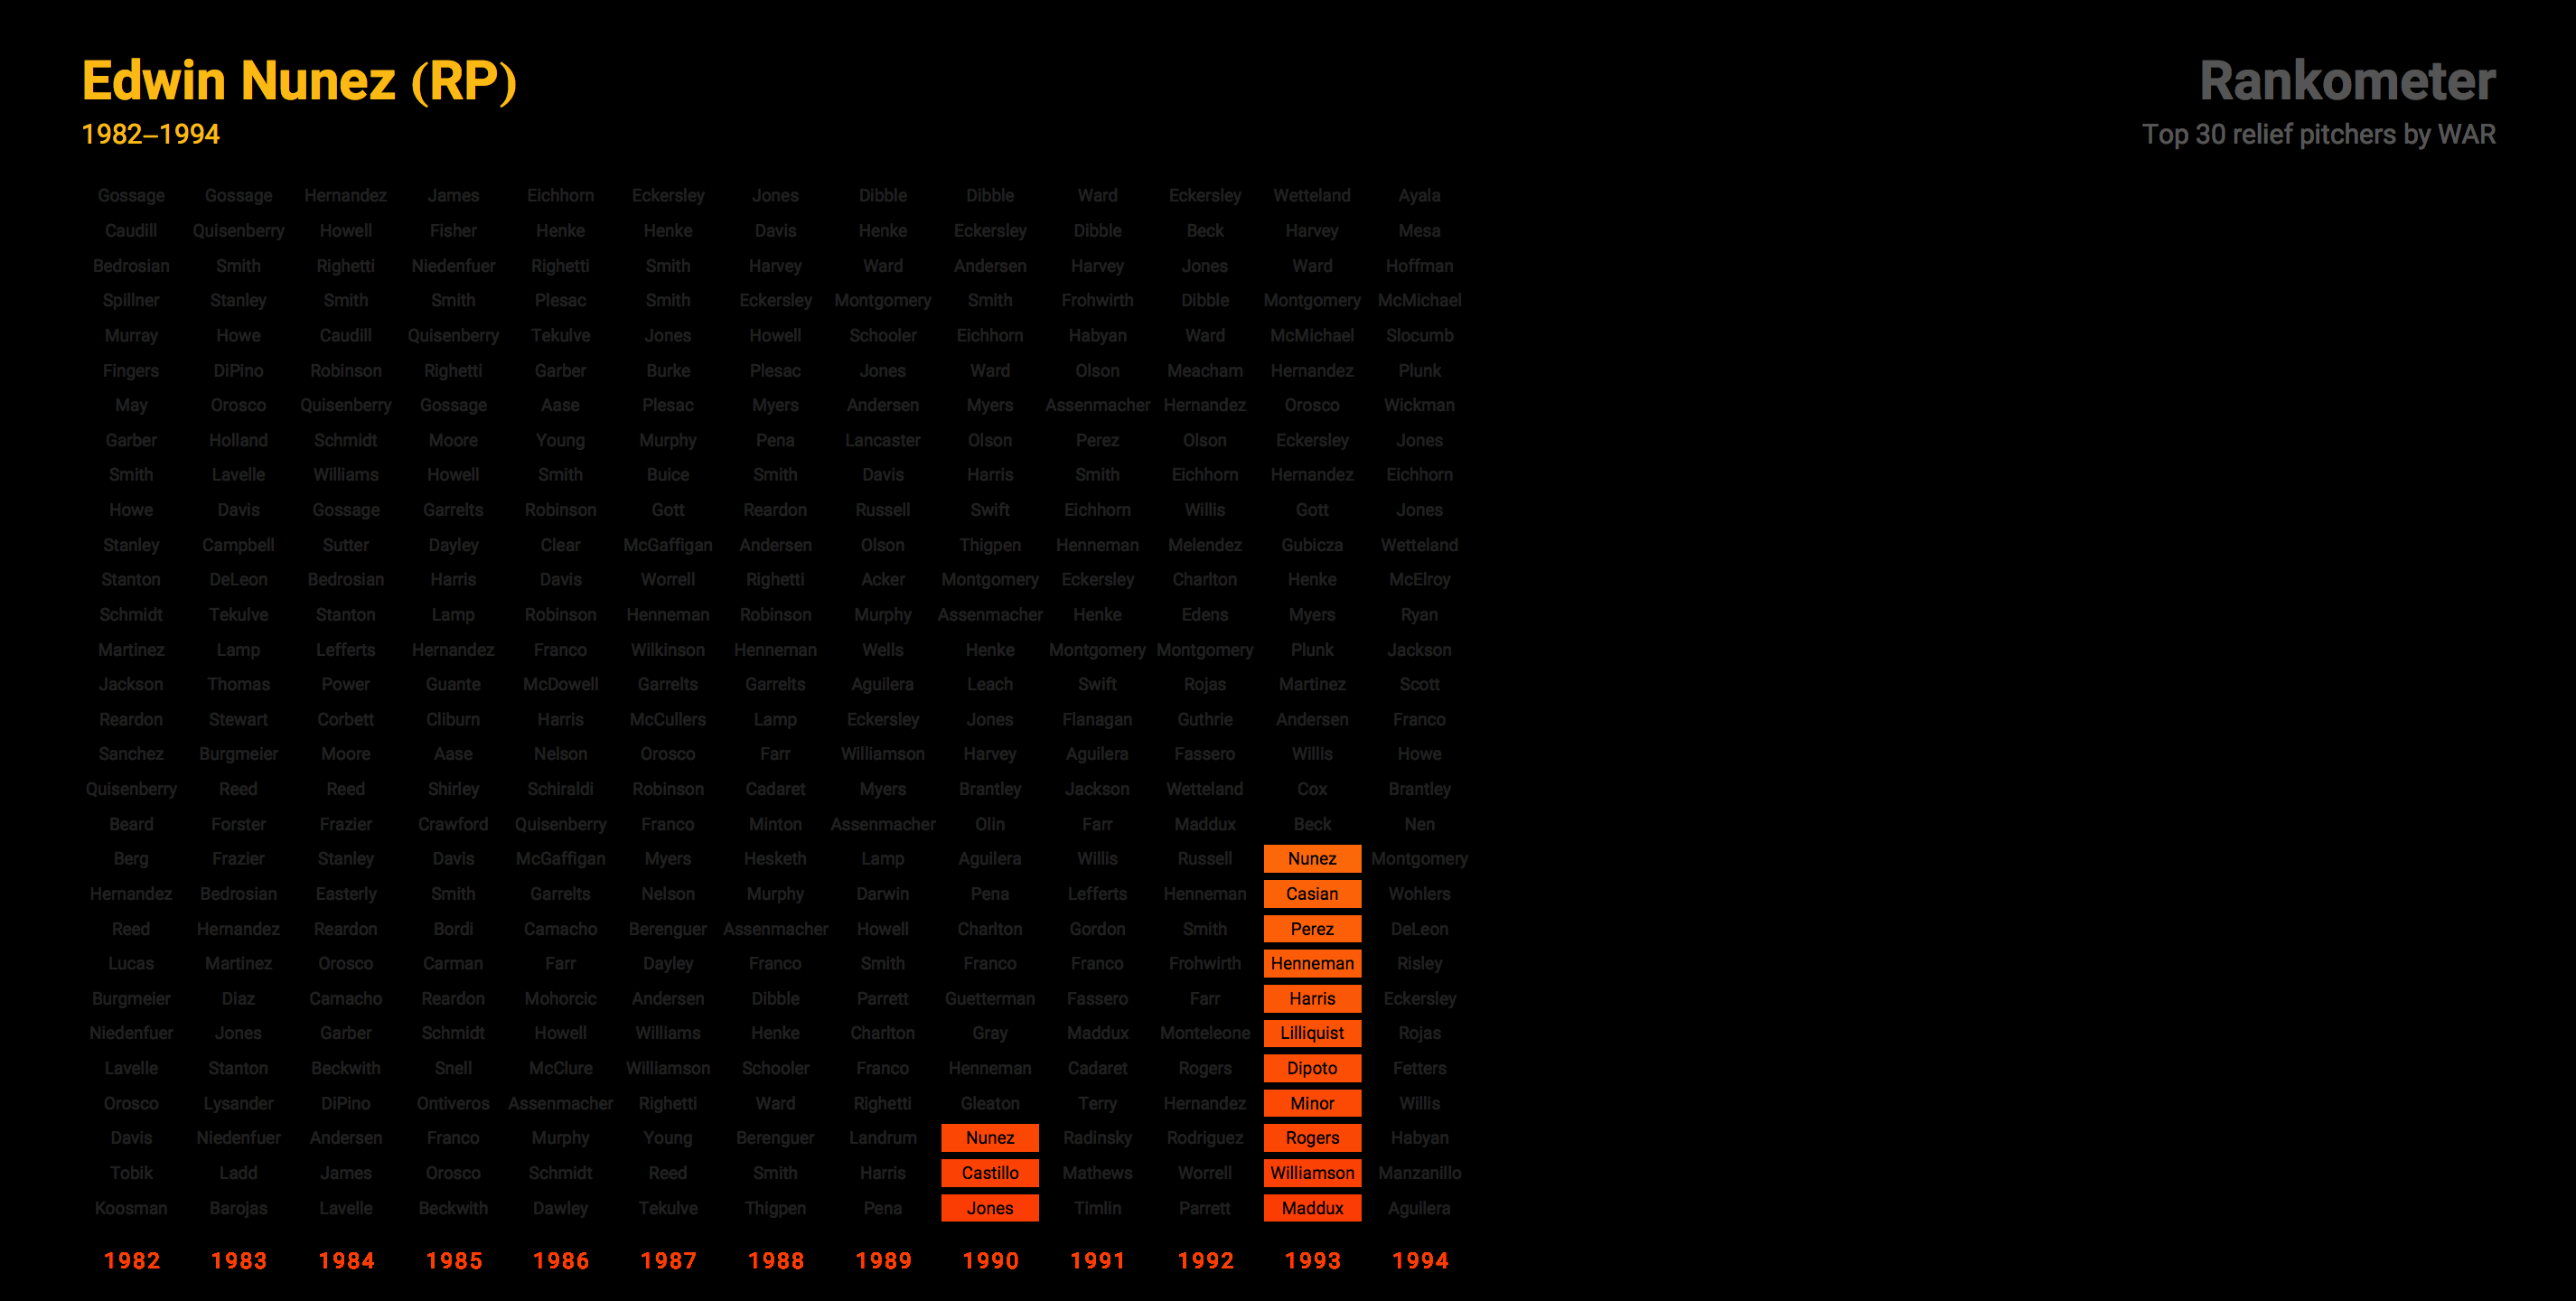 Edwin Nunez (RP)
1982–1994
Rankometer
Top 30 relief pitchers by WAR
Gossage Gossage Hernandez James Eichhorn Eckersley Jones Dibble Dibble Ward Eckersley Wetteland Ayala
Caudill Quisenberry Howell Fisher Henke Henke Davis Henke Eckersley Dibble Beck Harvey Mesa
Bedrosian Smith Righetti Niedenfuer Righetti Smith Harvey Ward Andersen Harvey Jones Ward Hoffman
Spillner Stanley Smith Smith Plesac Smith Eckersley Montgomery Smith Frohwirth Dibble Montgomery McMichael
Murray Howe Caudill Quisenberry Tekulve Jones Howell Schooler Eichhorn Habyan Ward McMichael Slocumb
Fingers DiPino Robinson Righetti Garber Burke Plesac Jones Ward Olson Meacham Hernandez Plunk
May Orosco Quisenberry Gossage Aase Plesac Myers Andersen Myers Assenmacher Hernandez Orosco Wickman
Garber Holland Schmidt Moore Young Murphy Pena Lancaster Olson Perez Olson Eckersley Jones
Smith Lavelle Williams Howell Smith Buice Smith Davis Harris Smith Eichhorn Hernandez Eichhorn
Howe Davis Gossage Garrelts Robinson Gott Reardon Russell Swift Eichhorn Willis Gott Jones
Stanley Campbell Sutter Dayley Clear McGaffigan Andersen Olson Thigpen Henneman Melendez Gubicza Wetteland
Stanton DeLeon Bedrosian Harris Davis Worrell Righetti Acker Montgomery Eckersley Charlton Henke McElroy
Schmidt Tekulve Stanton Lamp Robinson Henneman Robinson Murphy Assenmacher Henke Edens Myers Ryan
Martinez Lamp Lefferts Hernandez Franco Wilkinson Henneman Wells Henke Montgomery Montgomery Plunk Jackson
Jackson Thomas Power Guante McDowell Garrelts Garrelts Aguilera Leach Swift Rojas Martinez Scott
Reardon Stewart Corbett Cliburn Harris McCullers Lamp Eckersley Jones Flanagan Guthrie Andersen Franco
Sanchez Burgmeier Moore Aase Nelson Orosco Farr Williamson Harvey Aguilera Fassero Willis Howe
Quisenberry Reed Reed Shirley Schiraldi Robinson Cadaret Myers Brantley Jackson Wetteland Cox Brantley
Beard Forster Frazier Crawford Quisenberry Franco Minton Assenmacher Olin Farr Maddux Beck Nen
Berg Frazier Stanley Davis McGaffigan Myers Hesketh Lamp Aguilera Willis Russell Nunez Montgomery
Hernandez Bedrosian Easterly Smith Garrelts Nelson Murphy Darwin Pena Lefferts Henneman Casian Wohlers
Reed Hernandez Reardon Bordi Camacho Berenguer Assenmacher Howell Charlton Gordon Smith Perez DeLeon
Lucas Martinez Orosco Carman Farr Dayley Franco Smith Franco Franco Frohwirth Henneman Risley
Burgmeier Diaz Camacho Reardon Mohorcic Andersen Dibble Parrett Guetterman Fassero Farr Harris Eckersley
Niedenfuer Jones Garber Schmidt Howell Williams Henke Charlton Gray Maddux Monteleone Lilliquist Rojas
Lavelle Stanton Beckwith Snell McClure Williamson Schooler Franco Henneman Cadaret Rogers Dipoto Fetters
Orosco Lysander DiPino Ontiveros Assenmacher Righetti Ward Righetti Gleaton Terry Hernandez Minor Willis
Davis Niedenfuer Andersen Franco Murphy Young Berenguer Landrum Nunez Radinsky Rodriguez Rogers Habyan
Tobik Ladd James Orosco Schmidt Reed Smith Harris Castillo Mathews Worrell Williamson Manzanillo
Koosman Barojas Lavelle Beckwith Dawley Tekulve Thigpen Pena Jones Timlin Parrett Maddux Aguilera
1982 1983 1984 1985 1986 1987 1988 1989 1990 1991 1992 1993 1994